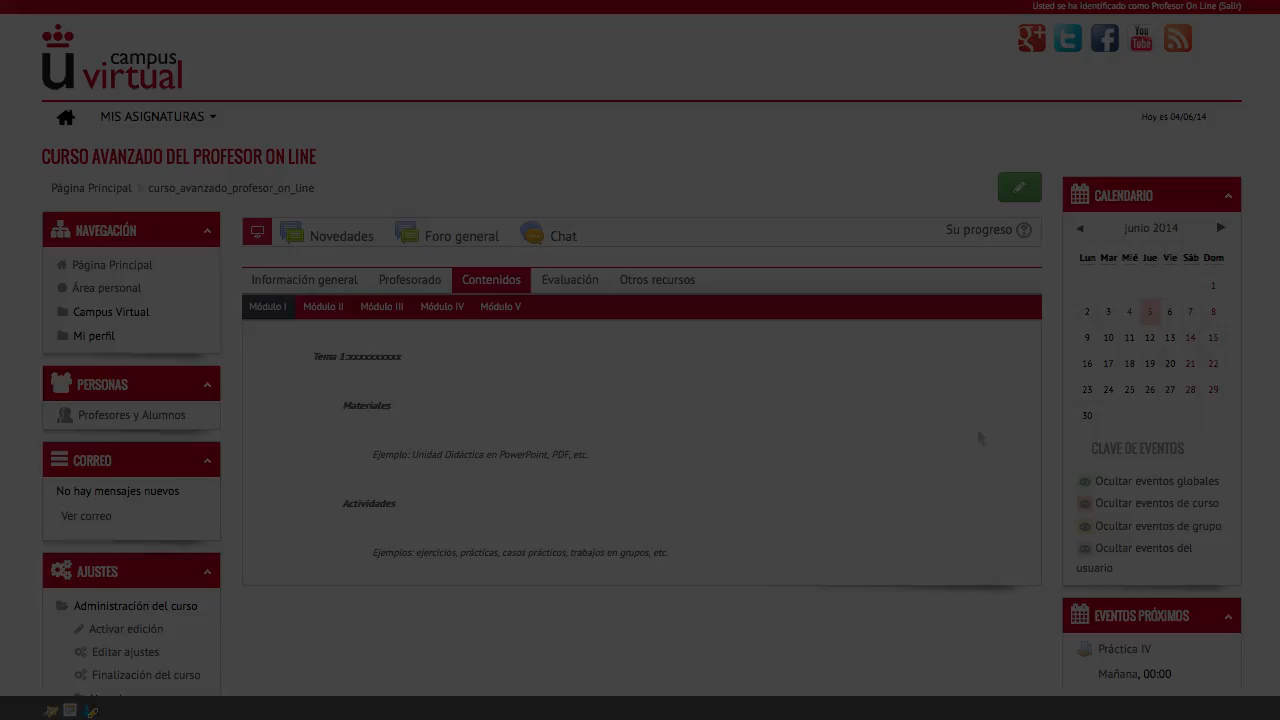 Usted se ha identificado como Profesor On Line (Salir)
campus
virtual
You
Tube
MIS ASIGNATURAS
Hoy es 04/06/14
CURSO AVANZADO DEL PROFESOR ON LINE
Página Principal
curso_avanzado_profesor_on_line
NAVEGACIÓN
Página Principal
Área personal
Campus Virtual
Mi perfil
PERSONAS
Profesores y Alumnos
CORREO
No hay mensajes nuevos
Ver correo
AJUSTES
Administración del curso
Activar edición
Editar ajustes
Finalización del curso
Novedades
Foro general
Chat
Su progreso
Información general
Profesorado
Contenidos
Evaluación
Otros recursos
Módulo I
Módulo II
Módulo III
Módulo IV
Módulo V
Tema 1:xxxxxxxxxx
Materiales
Ejemplo: Unidad Didáctica en PowerPoint, PDF, etc.
Actividades
Ejemplos: ejercicios, prácticas, casos prácticos, trabajos en grupos, etc.
CALENDARIO
junio 2014
Lun Mar Mié Jue Vie Sáb Dom
1
2 3 4 5 6 7 8
9 10 11 12 13 14 15
16 17 18 19 20 21 22
23 24 25 26 27 28 29
30
CLAVE DE EVENTOS
Ocultar eventos globales
Ocultar eventos de curso
Ocultar eventos de grupo
Ocultar eventos del
usuario
EVENTOS PRÓXIMOS
Práctica IV
Mañana, 00:00